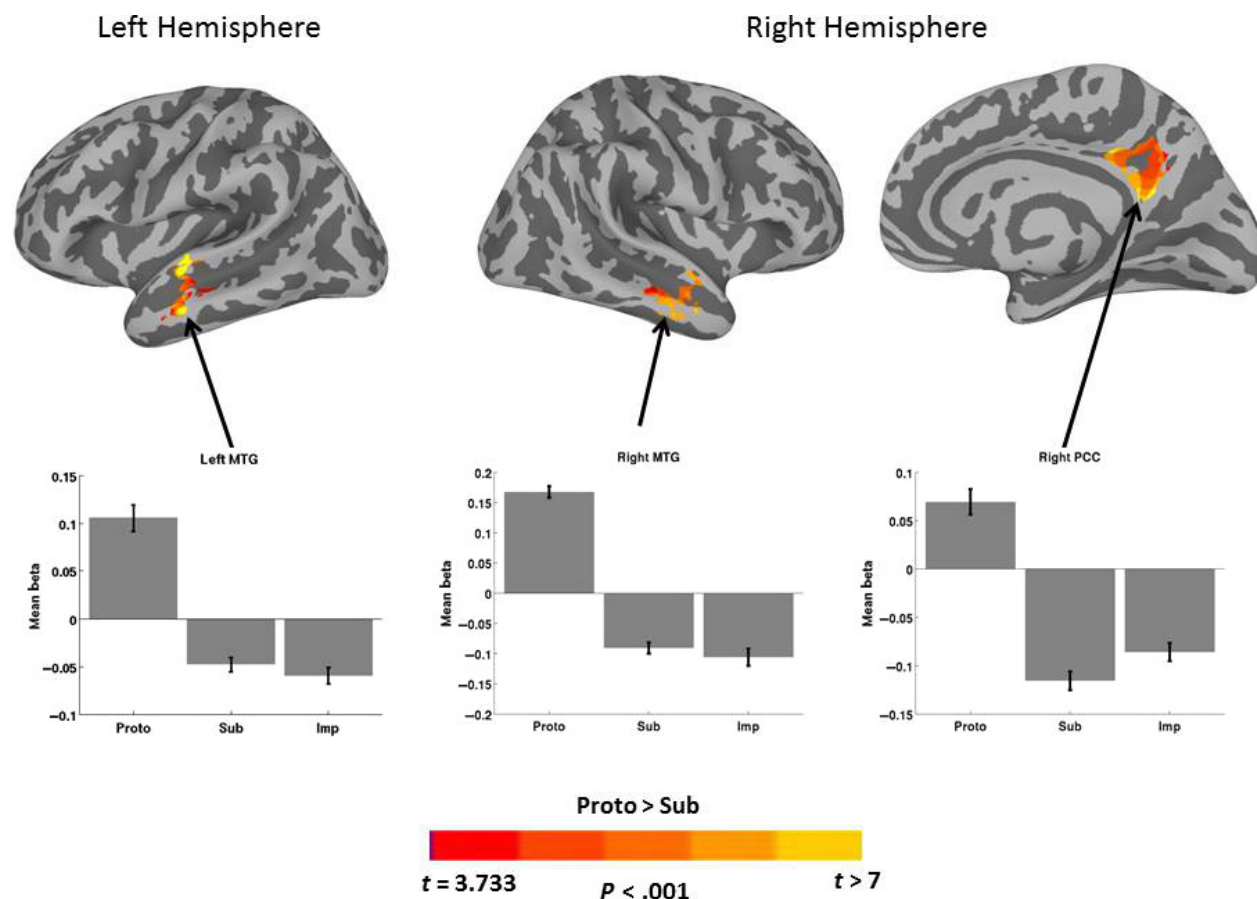 Left Hemisphere
Right Hemisphere
Left MTG
Mean beta
0.15
0.1
0.05
0
−0.05
−0.1
Proto Sub Imp
Right MTG
Mean beta
0.2
0.15
0.1
0.05
0
−0.05
−0.1
−0.15
−0.2
Proto Sub Imp
Right PCC
Mean beta
0.1
0.05
0
−0.05
−0.1
−0.15
Proto Sub Imp
Proto > Sub
t = 3.733 P < .001 t > 7